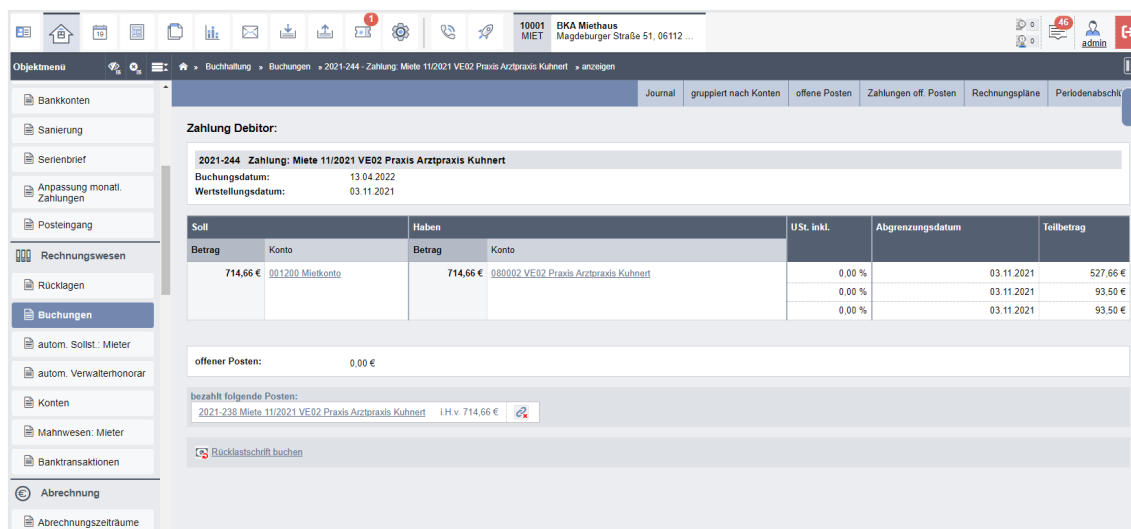 19
1
10001 BKA Miethaus
MIET Magdeburger Straße 51, 06112 ...
0
0
46
admin
Objektmenü
» Buchhaltung » Buchungen » 2021-244 - Zahlung: Miete 11/2021 VE02 Praxis Arztpraxis Kuhnert » anzeigen
Journal gruppiert nach Konten offene Posten Zahlungen off. Posten Rechnungspläne Periodenabschlü
Bankkonten
Sanierung
Serienbrief
Anpassung monatl.
Zahlungen
Posteingang
Rechnungswesen
Rücklagen
Buchungen
autom. Sollst.: Mieter
autom. Verwalterhonorar
Konten
Mahnwesen: Mieter
Banktransaktionen
Abrechnung
Abrechnungszeiträume
Zahlung Debitor:
2021-244 Zahlung: Miete 11/2021 VE02 Praxis Arztpraxis Kuhnert
Buchungsdatum: 13.04.2022
Wertstellungsdatum: 03.11.2021
Soll Haben USt. inkl. Abgrenzungsdatum Teilbetrag
Betrag Konto Betrag Konto
714,66 € 001200 Mietkonto 714,66 € 080002 VE02 Praxis Arztpraxis Kuhnert 0,00 % 03.11.2021 527,66 €
0,00 % 03.11.2021 93,50 €
0,00 % 03.11.2021 93,50 €
offener Posten: 0,00 €
bezahlt folgende Posten:
2021-238 Miete 11/2021 VE02 Praxis Arztpraxis Kuhnert i.H.v. 714,66 €
Rücklastschrift buchen